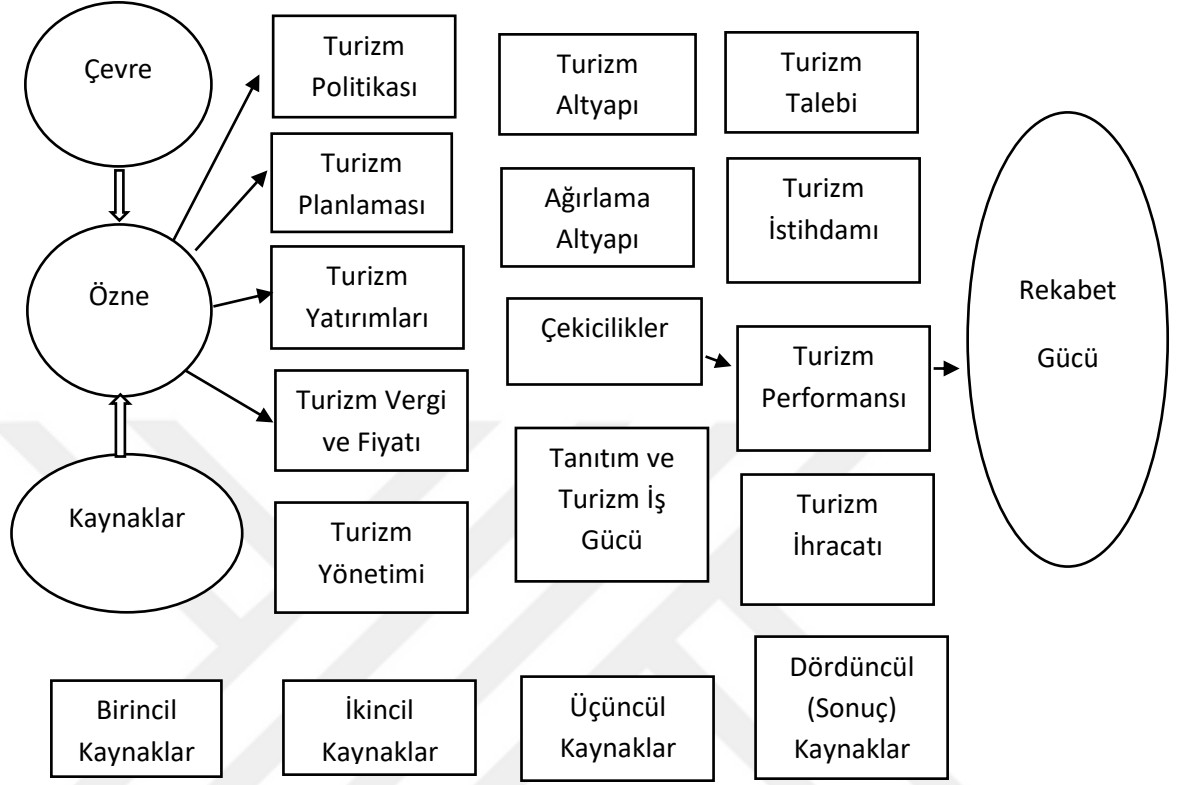 Çevre
Özne
Kaynaklar
Birincil
Kaynaklar
Turizm
Politikası
Turizm
Planlaması
Turizm
Yatırımları
Turizm Vergi
ve Fiyatı
Turizm
Yönetimi
İkincil
Kaynaklar
Turizm
Altyapı
Ağırlama
Altyapı
Çekicilikler
Tanıtım ve
Turizm İş
Gücü
Üçüncül
Kaynaklar
Turizm
Talebi
Turizm
İstihdamı
Turizm
Performansı
Turizm
İhracatı
Dördüncül
(Sonuç)
Kaynaklar
Rekabet
Gücü